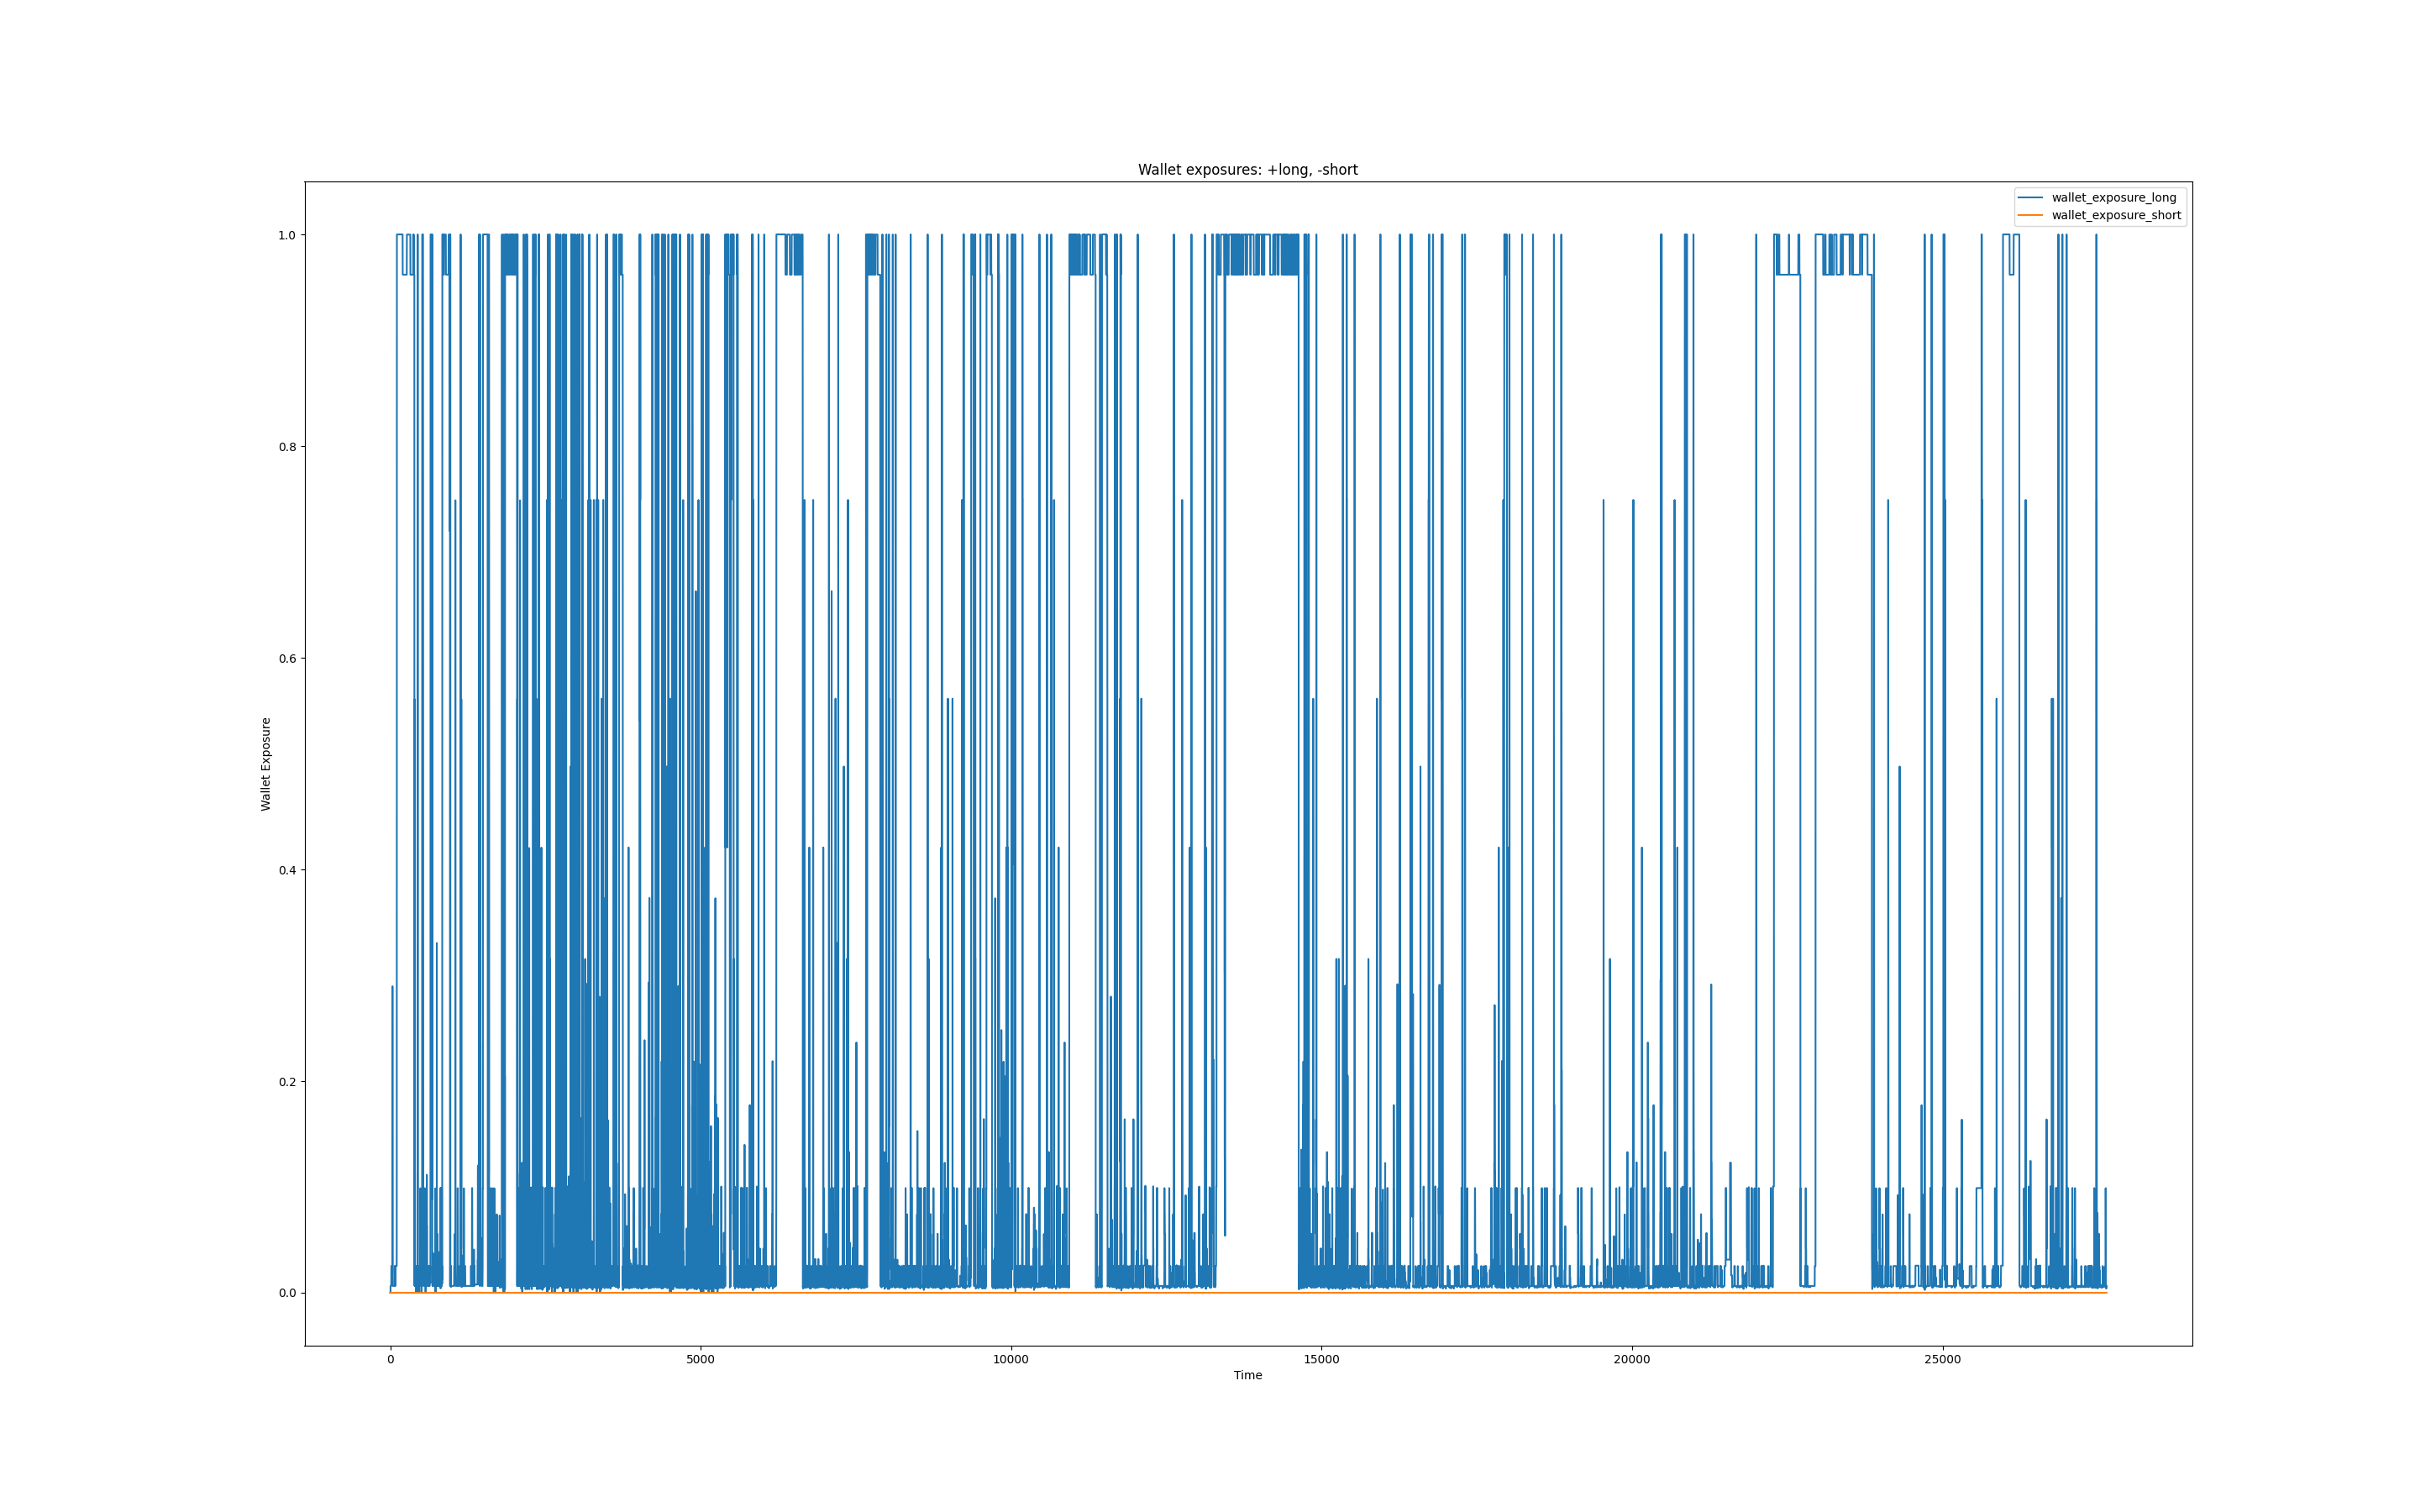 Wallet exposures: +long, -short
wallet_exposure_long
wallet_exposure_short
1.0
0.8
0.6
0.4
0.2
0.0
Wallet Exposure
0 5000 10000 15000 20000 25000
Time